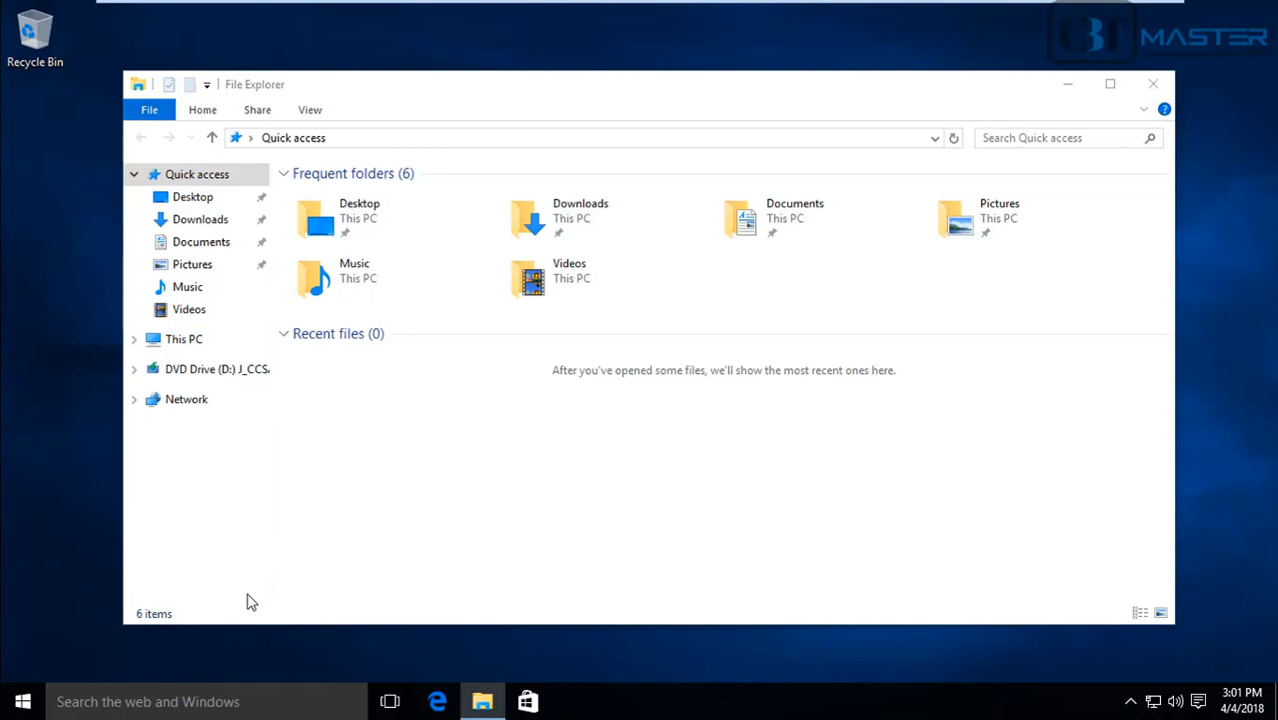 Recycle Bin
MASTER
File Explorer
File Home Share View
Quick access
Search Quick access
Quick access
Desktop
Downloads
Documents
Pictures
Music
Videos
This PC
DVD Drive (D:) J_CCSA
Network
Frequent folders (6)
Desktop
This PC
Downloads
This PC
Documents
This PC
Pictures
This PC
Music
This PC
Videos
This PC
Recent files (0)
After you've opened some files, we'll show the most recent ones here.
6 items
Search the web and Windows
3:01 PM
4/4/2018